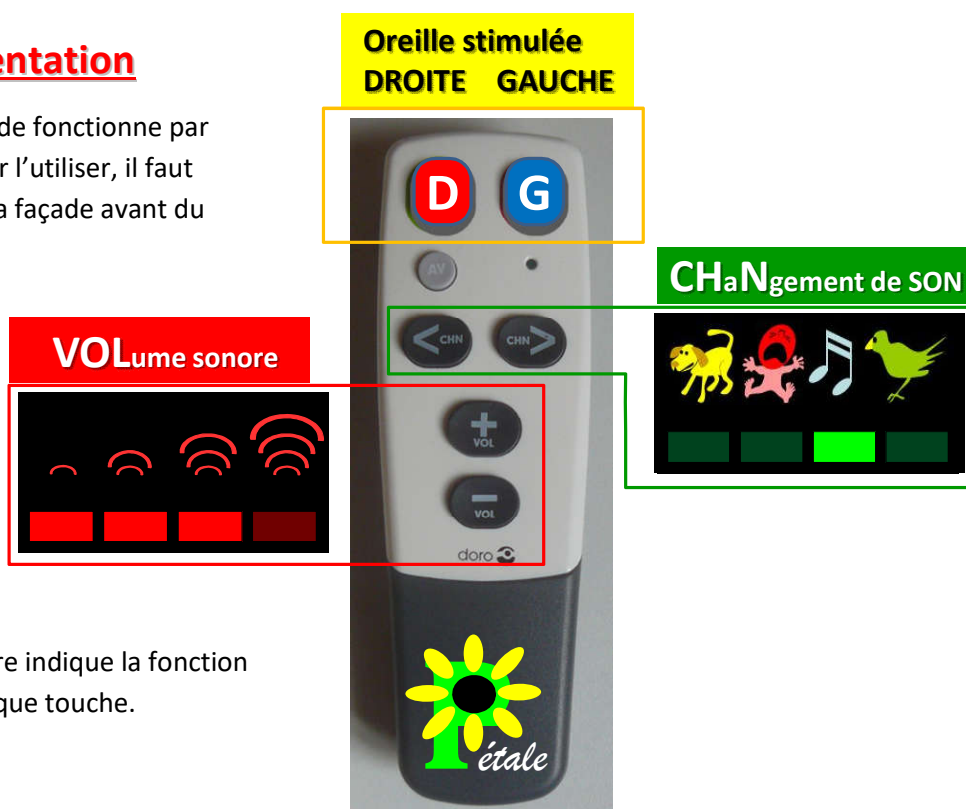 entation
de fonctionne par
r l’utiliser, il faut
a façade avant du
Oreille stimulée
DROITE GAUCHE
D G
AV
< CHN CHN >
CHaNgement de SON
VOLume sonore
+
VOL
–
VOL
doro
re indique la fonction
que touche.
Pétale